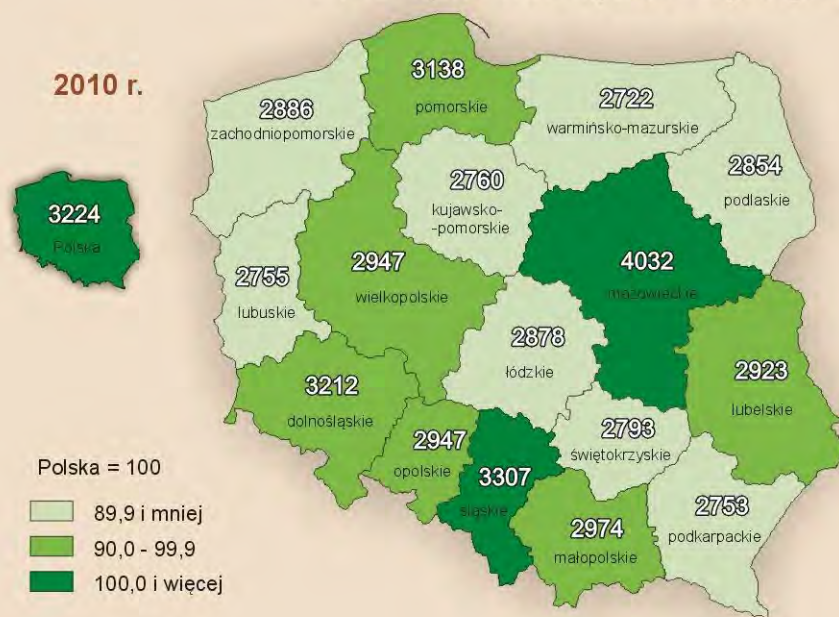 2010 r.
3224
Polska
2886
zachodniopomorskie
3138
pomorskie
2722
warmińsko-mazurskie
2854
podlaskie
2760
kujawsko-
-pomorskie
2755
lubuskie
2947
wielkopolskie
4032
mazowieckie
2878
łódzkie
3212
dolnośląskie
2947
opolskie
3307
śląskie
2793
świętokrzyskie
2923
lubelskie
2974
małopolskie
2753
podkarpackie
Polska = 100
89,9 i mniej
90,0 - 99,9
100,0 i więcej